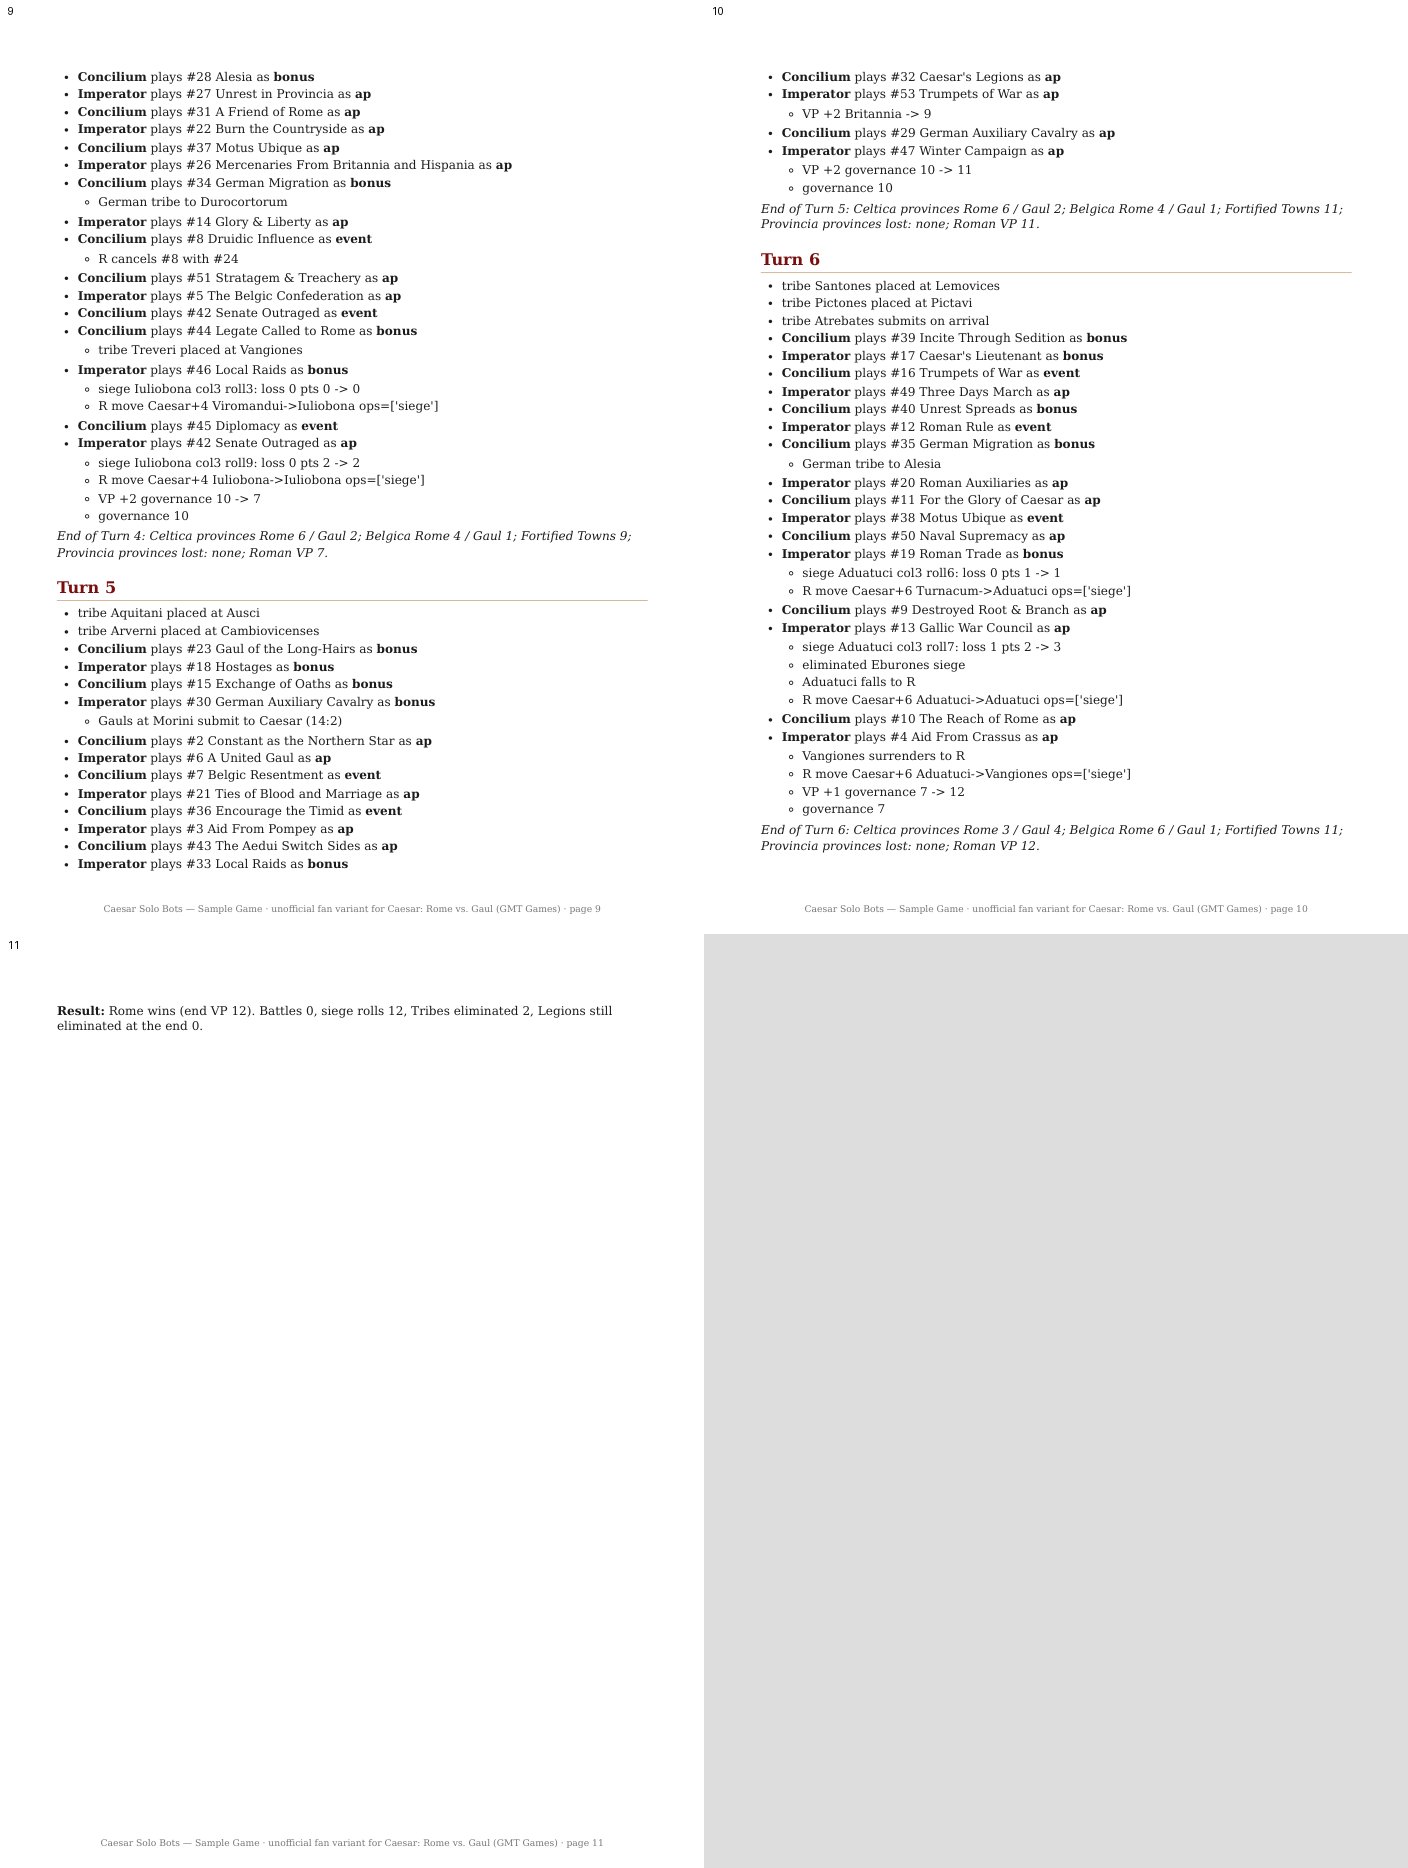 9
• Concilium plays #28 Alesia as bonus
• Imperator plays #27 Unrest in Provincia as ap
• Concilium plays #31 A Friend of Rome as ap
• Imperator plays #22 Burn the Countryside as ap
• Concilium plays #37 Motus Ubique as ap
• Imperator plays #26 Mercenaries From Britannia and Hispania as ap
• Concilium plays #34 German Migration as bonus
◦ German tribe to Durocortorum
• Imperator plays #14 Glory & Liberty as ap
• Concilium plays #8 Druidic Influence as event
◦ R cancels #8 with #24
• Concilium plays #51 Stratagem & Treachery as ap
• Imperator plays #5 The Belgic Confederation as ap
• Concilium plays #42 Senate Outraged as event
• Concilium plays #44 Legate Called to Rome as bonus
◦ tribe Treveri placed at Vangiones
• Imperator plays #46 Local Raids as bonus
◦ siege Iuliobona col3 roll3: loss 0 pts 0 -> 0
◦ R move Caesar+4 Viromandui->Iuliobona ops=['siege']
• Concilium plays #45 Diplomacy as event
• Imperator plays #42 Senate Outraged as ap
◦ siege Iuliobona col3 roll9: loss 0 pts 2 -> 2
◦ R move Caesar+4 Iuliobona->Iuliobona ops=['siege']
◦ VP +2 governance 10 -> 7
◦ governance 10
End of Turn 4: Celtica provinces Rome 6 / Gaul 2; Belgica Rome 4 / Gaul 1; Fortified Towns 9;
Provincia provinces lost: none; Roman VP 7.
Turn 5
• tribe Aquitani placed at Ausci
• tribe Arverni placed at Cambiovicenses
• Concilium plays #23 Gaul of the Long-Hairs as bonus
• Imperator plays #18 Hostages as bonus
• Concilium plays #15 Exchange of Oaths as bonus
• Imperator plays #30 German Auxiliary Cavalry as bonus
◦ Gauls at Morini submit to Caesar (14:2)
• Concilium plays #2 Constant as the Northern Star as ap
• Imperator plays #6 A United Gaul as ap
• Concilium plays #7 Belgic Resentment as event
• Imperator plays #21 Ties of Blood and Marriage as ap
• Concilium plays #36 Encourage the Timid as event
• Imperator plays #3 Aid From Pompey as ap
• Concilium plays #43 The Aedui Switch Sides as ap
• Imperator plays #33 Local Raids as bonus
Caesar Solo Bots — Sample Game · unofficial fan variant for Caesar: Rome vs. Gaul (GMT Games) · page 9
10
• Concilium plays #32 Caesar's Legions as ap
• Imperator plays #53 Trumpets of War as ap
◦ VP +2 Britannia -> 9
• Concilium plays #29 German Auxiliary Cavalry as ap
• Imperator plays #47 Winter Campaign as ap
◦ VP +2 governance 10 -> 11
◦ governance 10
End of Turn 5: Celtica provinces Rome 6 / Gaul 2; Belgica Rome 4 / Gaul 1; Fortified Towns 11;
Provincia provinces lost: none; Roman VP 11.
Turn 6
• tribe Santones placed at Lemovices
• tribe Pictones placed at Pictavi
• tribe Atrebates submits on arrival
• Concilium plays #39 Incite Through Sedition as bonus
• Imperator plays #17 Caesar's Lieutenant as bonus
• Concilium plays #16 Trumpets of War as event
• Imperator plays #49 Three Days March as ap
• Concilium plays #40 Unrest Spreads as bonus
• Imperator plays #12 Roman Rule as event
• Concilium plays #35 German Migration as bonus
◦ German tribe to Alesia
• Imperator plays #20 Roman Auxiliaries as ap
• Concilium plays #11 For the Glory of Caesar as ap
• Imperator plays #38 Motus Ubique as event
• Concilium plays #50 Naval Supremacy as ap
• Imperator plays #19 Roman Trade as bonus
◦ siege Aduatuci col3 roll6: loss 0 pts 1 -> 1
◦ R move Caesar+6 Turnacum->Aduatuci ops=['siege']
• Concilium plays #9 Destroyed Root & Branch as ap
• Imperator plays #13 Gallic War Council as ap
◦ siege Aduatuci col3 roll7: loss 1 pts 2 -> 3
◦ eliminated Eburones siege
◦ Aduatuci falls to R
◦ R move Caesar+6 Aduatuci->Aduatuci ops=['siege']
• Concilium plays #10 The Reach of Rome as ap
• Imperator plays #4 Aid From Crassus as ap
◦ Vangiones surrenders to R
◦ R move Caesar+6 Aduatuci->Vangiones ops=['siege']
◦ VP +1 governance 7 -> 12
◦ governance 7
End of Turn 6: Celtica provinces Rome 3 / Gaul 4; Belgica Rome 6 / Gaul 1; Fortified Towns 11;
Provincia provinces lost: none; Roman VP 12.
Caesar Solo Bots — Sample Game · unofficial fan variant for Caesar: Rome vs. Gaul (GMT Games) · page 10
11
Result: Rome wins (end VP 12). Battles 0, siege rolls 12, Tribes eliminated 2, Legions still
eliminated at the end 0.
Caesar Solo Bots — Sample Game · unofficial fan variant for Caesar: Rome vs. Gaul (GMT Games) · page 11